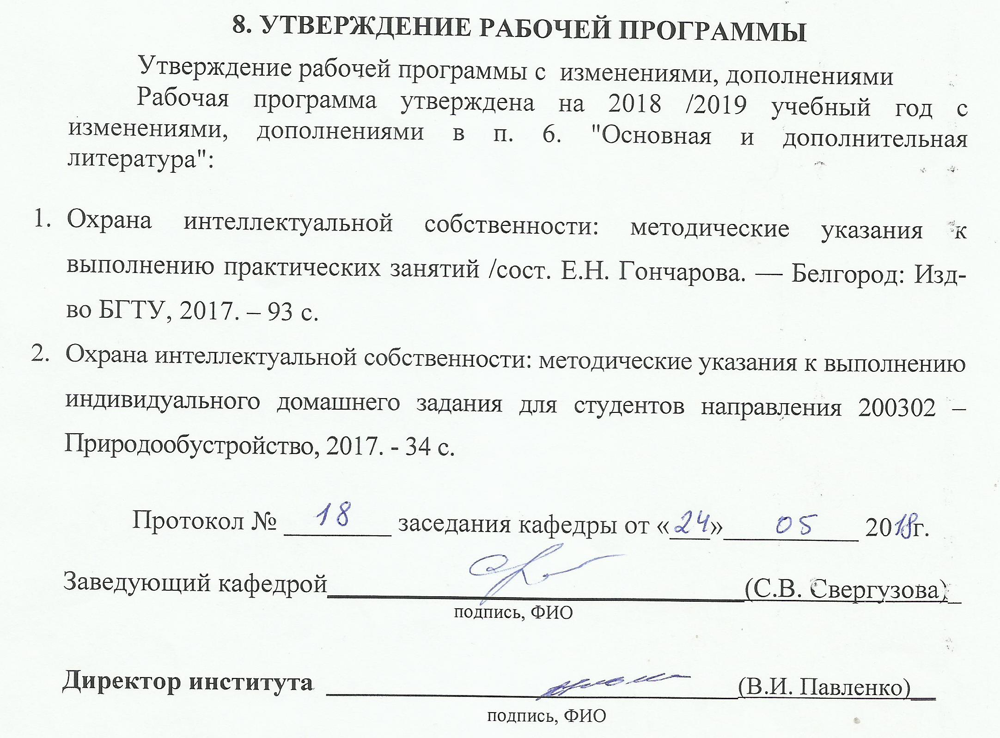 8. УТВЕРЖДЕНИЕ РАБОЧЕЙ ПРОГРАММЫ
Утверждение рабочей программы с изменениями, дополнениями
Рабочая программа утверждена на 2018 /2019 учебный год с
изменениями, дополнениями в п. 6. "Основная и дополнительная
литература":
1. Охрана интеллектуальной собственности: методические указания к
выполнению практических занятий /сост. Е.Н. Гончарова. — Белгород: Изд-
во БГТУ, 2017. – 93 с.
2. Охрана интеллектуальной собственности: методические указания к выполнению
индивидуального домашнего задания для студентов направления 200302 –
Природообустройство, 2017. - 34 с.
Протокол № 18 заседания кафедры от «24» 05 2018г.
Заведующий кафедрой (С.В. Свергузова)
подпись, ФИО
Директор института (В.И. Павленко)
подпись, ФИО